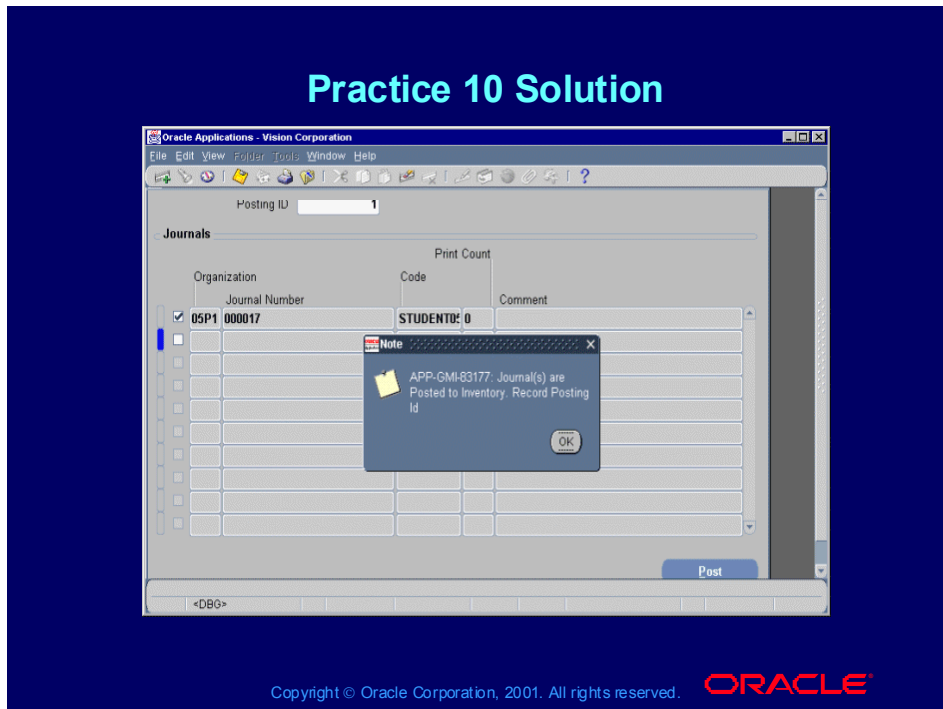 Practice 10 Solution
Oracle Applications - Vision Corporation
File Edit View Folder Tools Window Help
Posting ID 1
Journals
Print Count
Organization Code
Journal Number Comment
05P1 000017 STUDENT05 0
Note
APP-GMI-83177: Journal(s) are
Posted to Inventory. Record Posting
Id
OK
Post
<DBG>
Copyright © Oracle Corporation, 2001. All rights reserved.
ORACLE